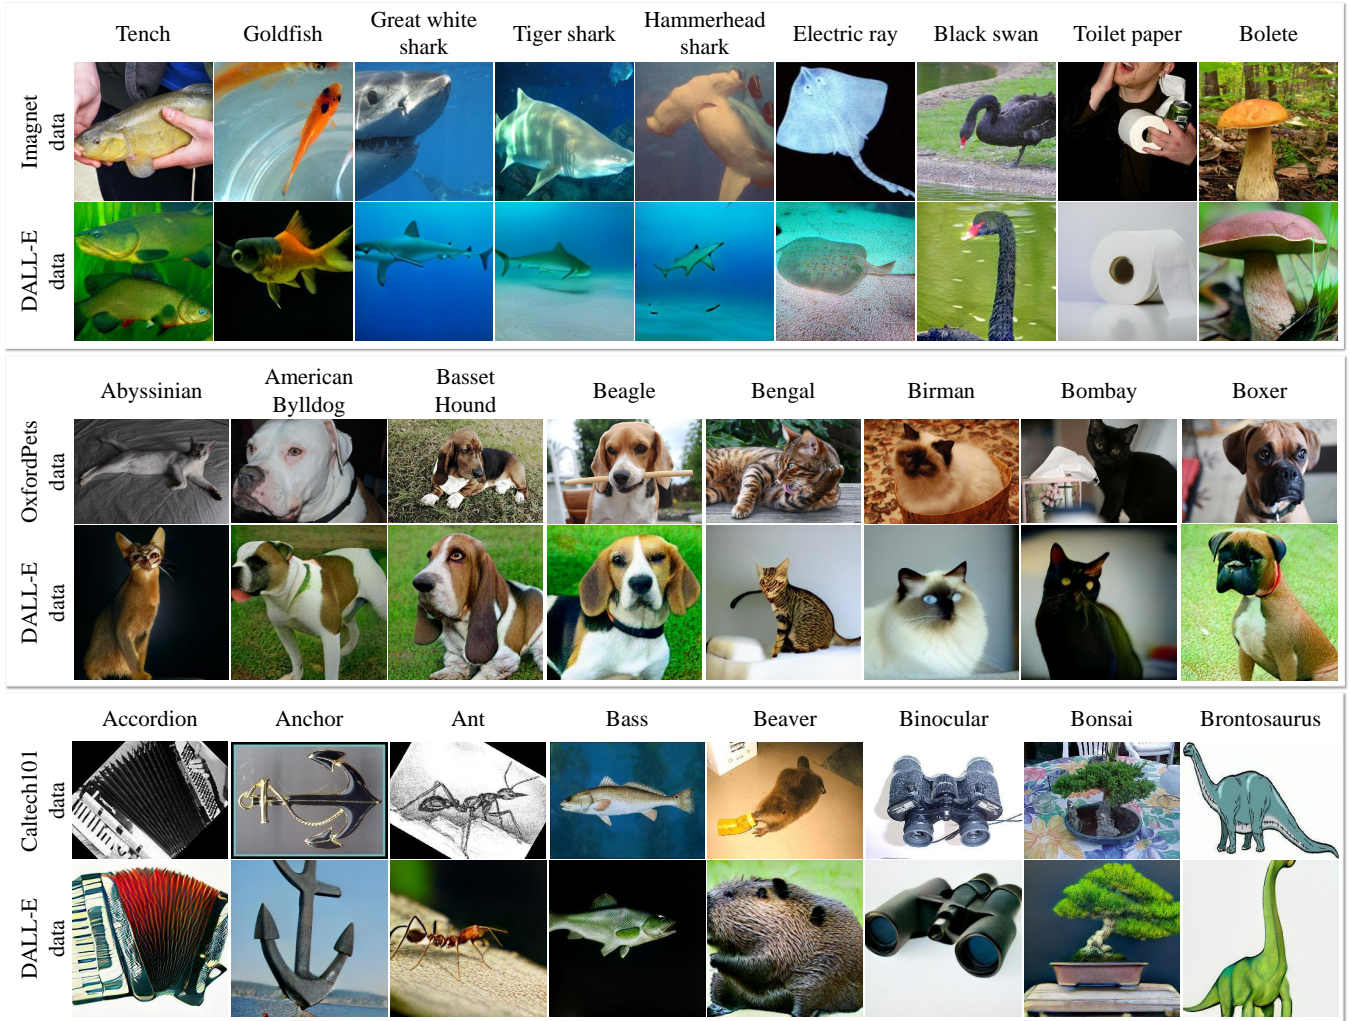 Tench
Goldfish
Great white
shark
Tiger shark
Hammerhead
shark
Electric ray
Black swan
Toilet paper
Bolete
Imagnet
data
DALL-E
data
Abyssinian
American
Bylldog
Basset
Hound
Beagle
Bengal
Birman
Bombay
Boxer
OxfordPets
data
DALL-E
data
Accordion
Anchor
Ant
Bass
Beaver
Binocular
Bonsai
Brontosaurus
Caltech101
data
DALL-E
data